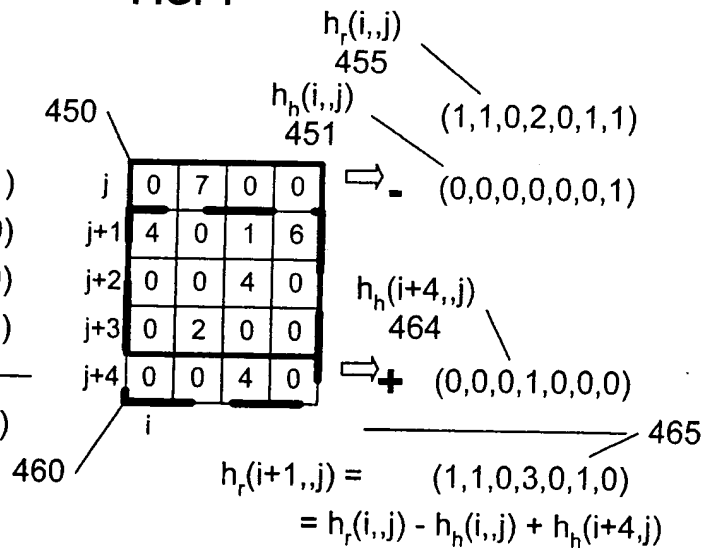 h_r(i,,j)
455
h_h(i,,j)
451
450
(1,1,0,2,0,1,1)
j 0 7 0 0 ⇨ - (0,0,0,0,0,0,1)
j+1 4 0 1 6
j+2 0 0 4 0
h_h(i+4,,j)
464
j+3 0 2 0 0
j+4 0 0 4 0 ⇨ + (0,0,0,1,0,0,0)
i
465
460
h_r(i+1,,j) = (1,1,0,3,0,1,0)
= h_r(i,,j) - h_h(i,,j) + h_h(i+4,j)